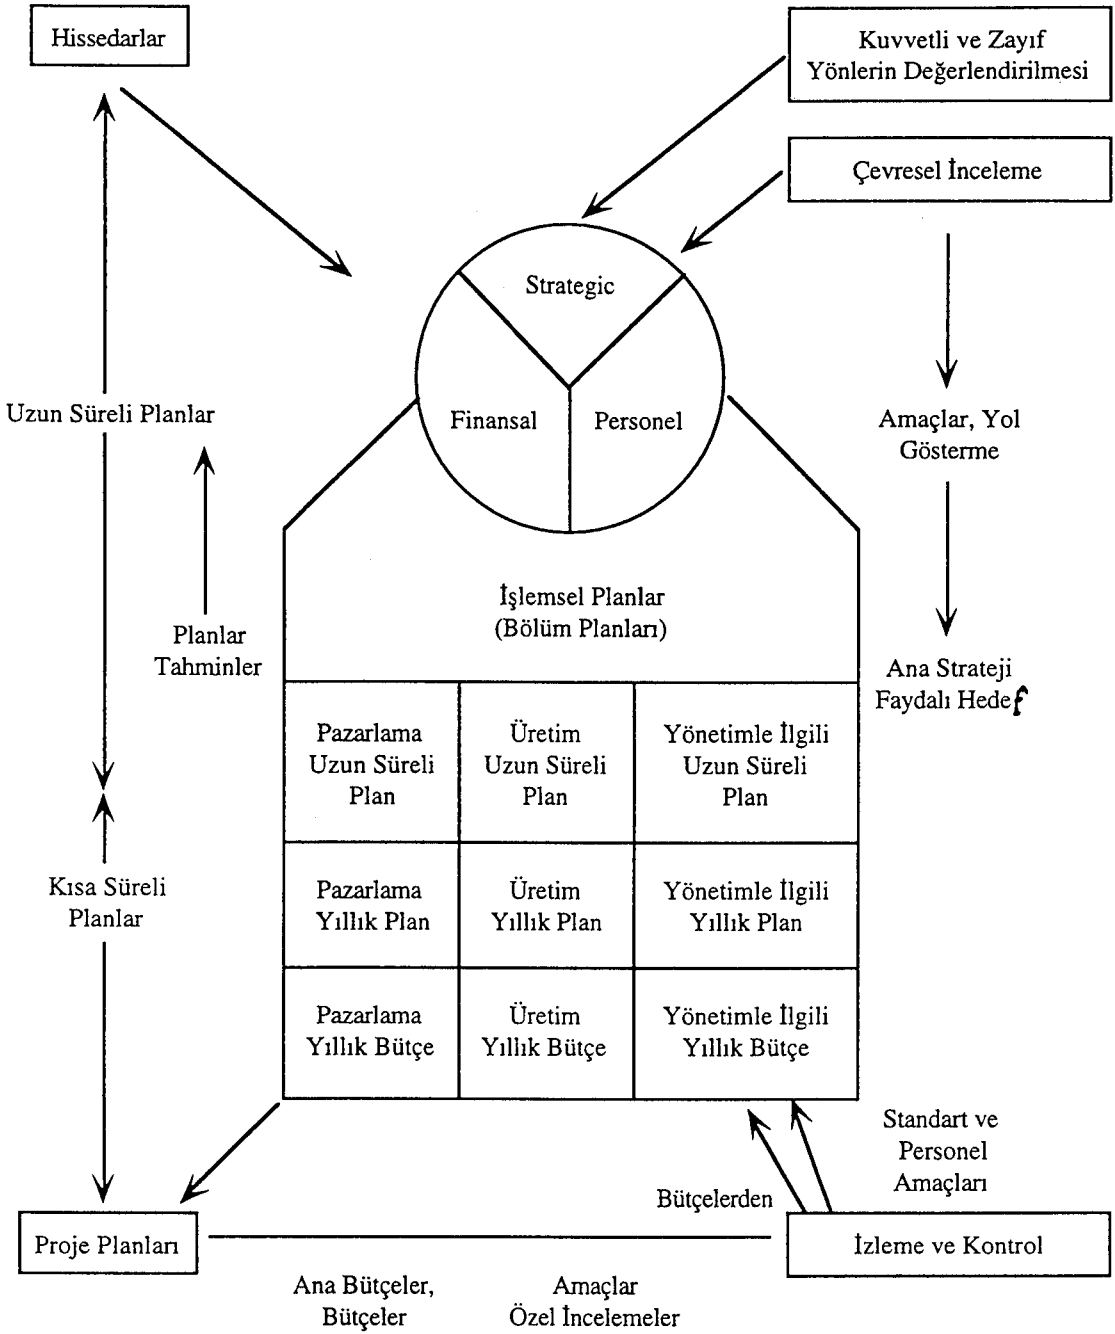 Hissedarlar
Kuvvetli ve Zayıf
Yönlerin Değerlendirilmesi
Çevresel İnceleme
Strategic
Finansal
Personel
Uzun Süreli Planlar
Amaçlar, Yol
Gösterme
Planlar
Tahminler
İşlemsel Planlar
(Bölüm Planları)
Ana Strateji
Faydalı Hedef
Pazarlama
Uzun Süreli
Plan
Üretim
Uzun Süreli
Plan
Yönetimle İlgili
Uzun Süreli
Plan
Kısa Süreli
Planlar
Pazarlama
Yıllık Plan
Üretim
Yıllık Plan
Yönetimle İlgili
Yıllık Plan
Pazarlama
Yıllık Bütçe
Üretim
Yıllık Bütçe
Yönetimle İlgili
Yıllık Bütçe
Standart ve
Personel
Amaçları
Bütçelerden
Proje Planları
İzleme ve Kontrol
Ana Bütçeler,
Bütçeler
Amaçlar
Özel İncelemeler